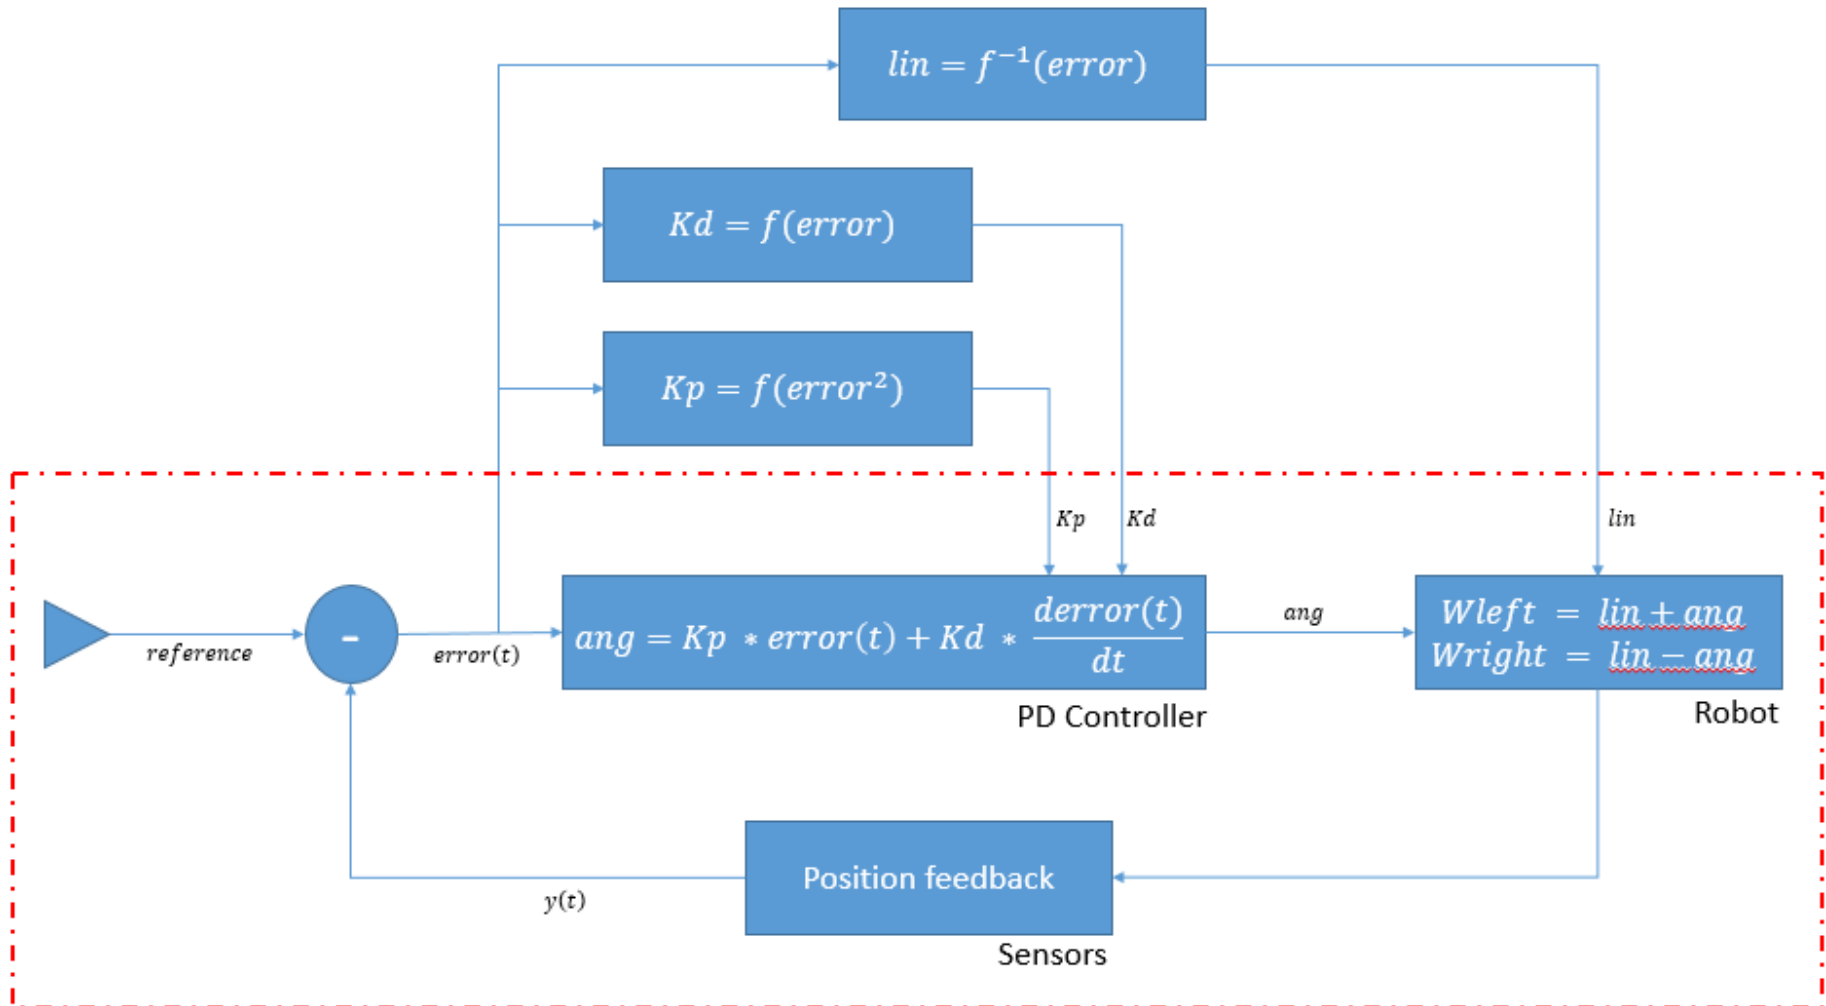 lin = f⁻¹(error)
Kd = f(error)
Kp = f(error²)
Kp
Kd
lin
reference
-
error(t)
ang = Kp * error(t) + Kd * derror(t)/dt
ang
Wleft = lin + ang
Wright = lin − ang
PD Controller
Robot
Position feedback
y(t)
Sensors